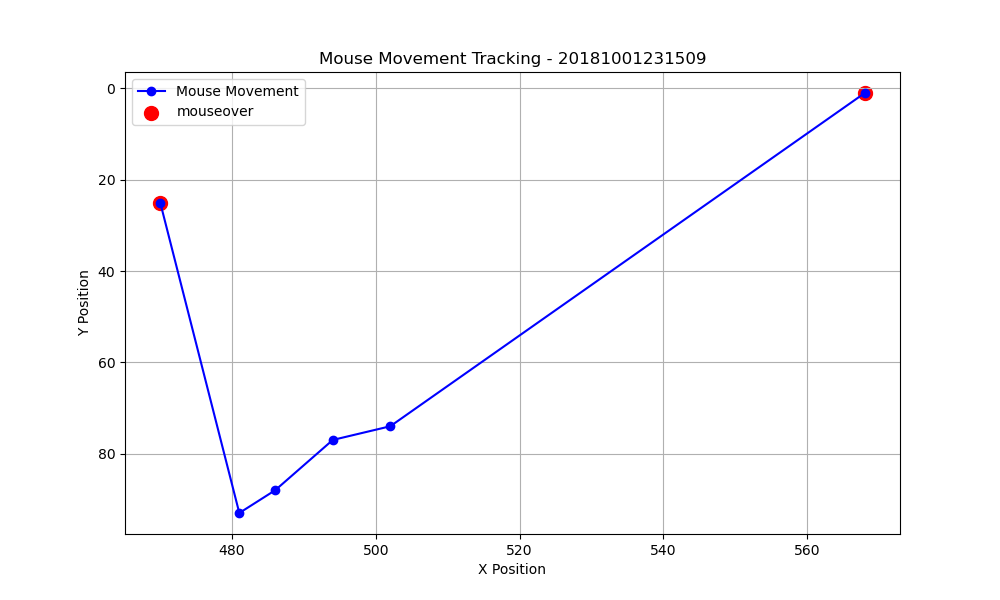 Mouse Movement Tracking - 20181001231509
Mouse Movement
mouseover
0
20
40
60
80
Y Position
480
500
520
540
560
X Position